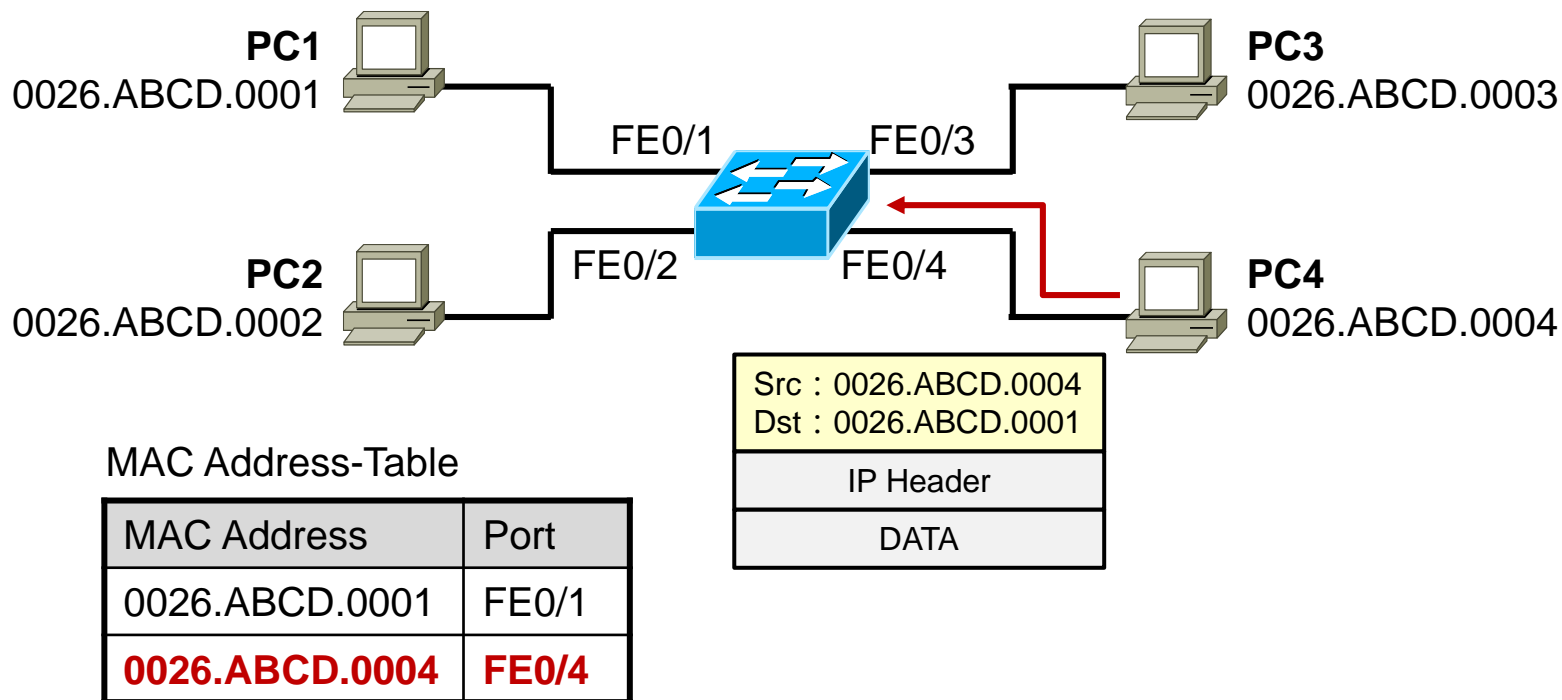 PC1
0026.ABCD.0001
PC3
0026.ABCD.0003
FE0/1
FE0/3
FE0/2
FE0/4
PC2
0026.ABCD.0002
PC4
0026.ABCD.0004
Src：0026.ABCD.0004
Dst：0026.ABCD.0001
IP Header
DATA
MAC Address-Table
MAC Address Port
0026.ABCD.0001 FE0/1
0026.ABCD.0004 FE0/4